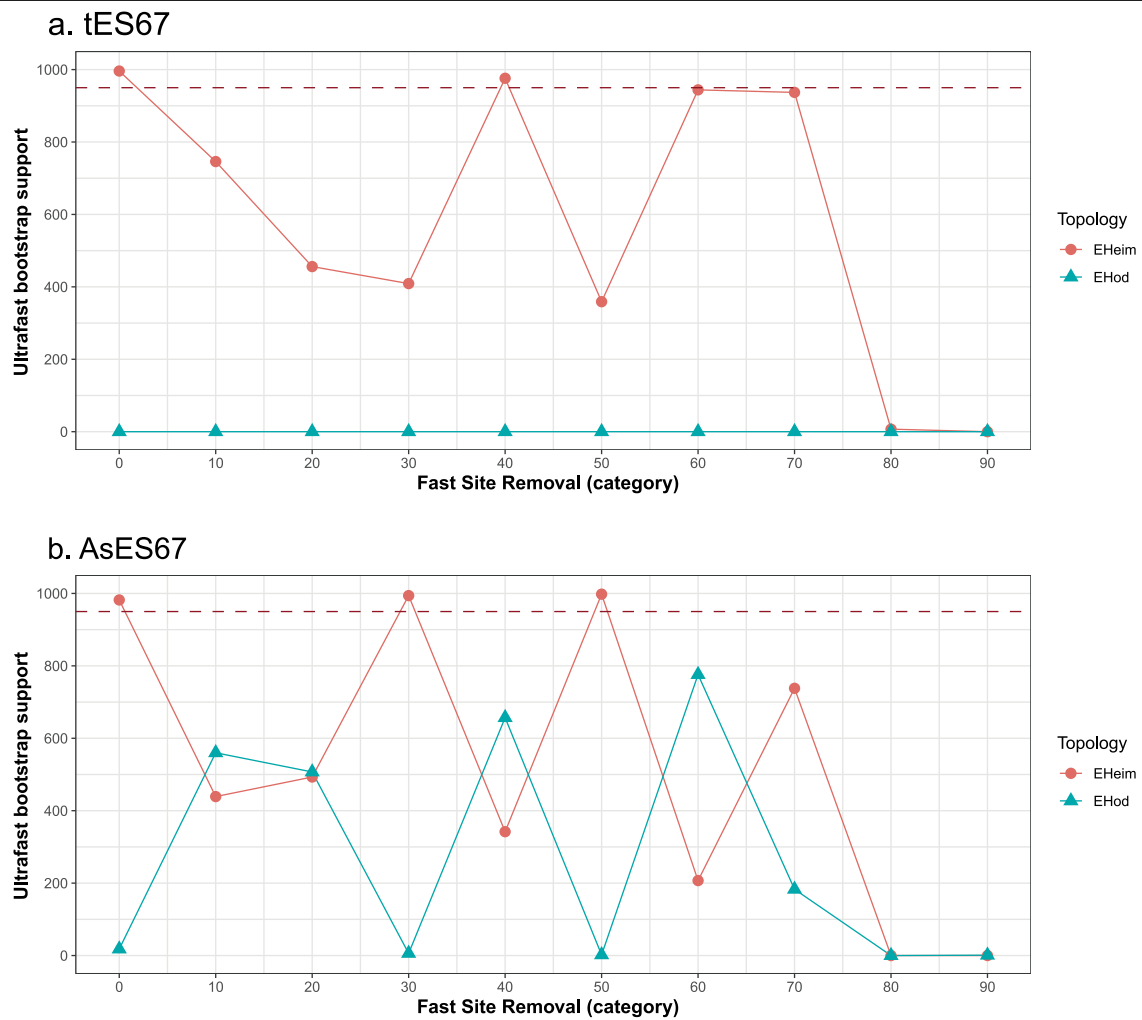 a. tES67
1000
800
600
400
200
0
Ultrafast bootstrap support
0 10 20 30 40 50 60 70 80 90
Fast Site Removal (category)
Topology
EHeim
EHod
b. AsES67
1000
800
600
400
200
0
Ultrafast bootstrap support
0 10 20 30 40 50 60 70 80 90
Fast Site Removal (category)
Topology
EHeim
EHod